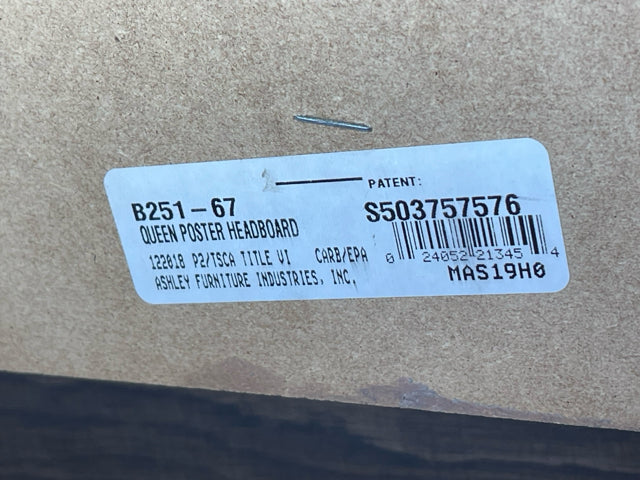 PATENT:
B251-67
S503757576
QUEEN POSTER HEADBOARD
122018 P2/TSCA TITLE VI CARB/EPA
0 24052 21345 4
ASHLEY FURNITURE INDUSTRIES, INC.
MAS19H0